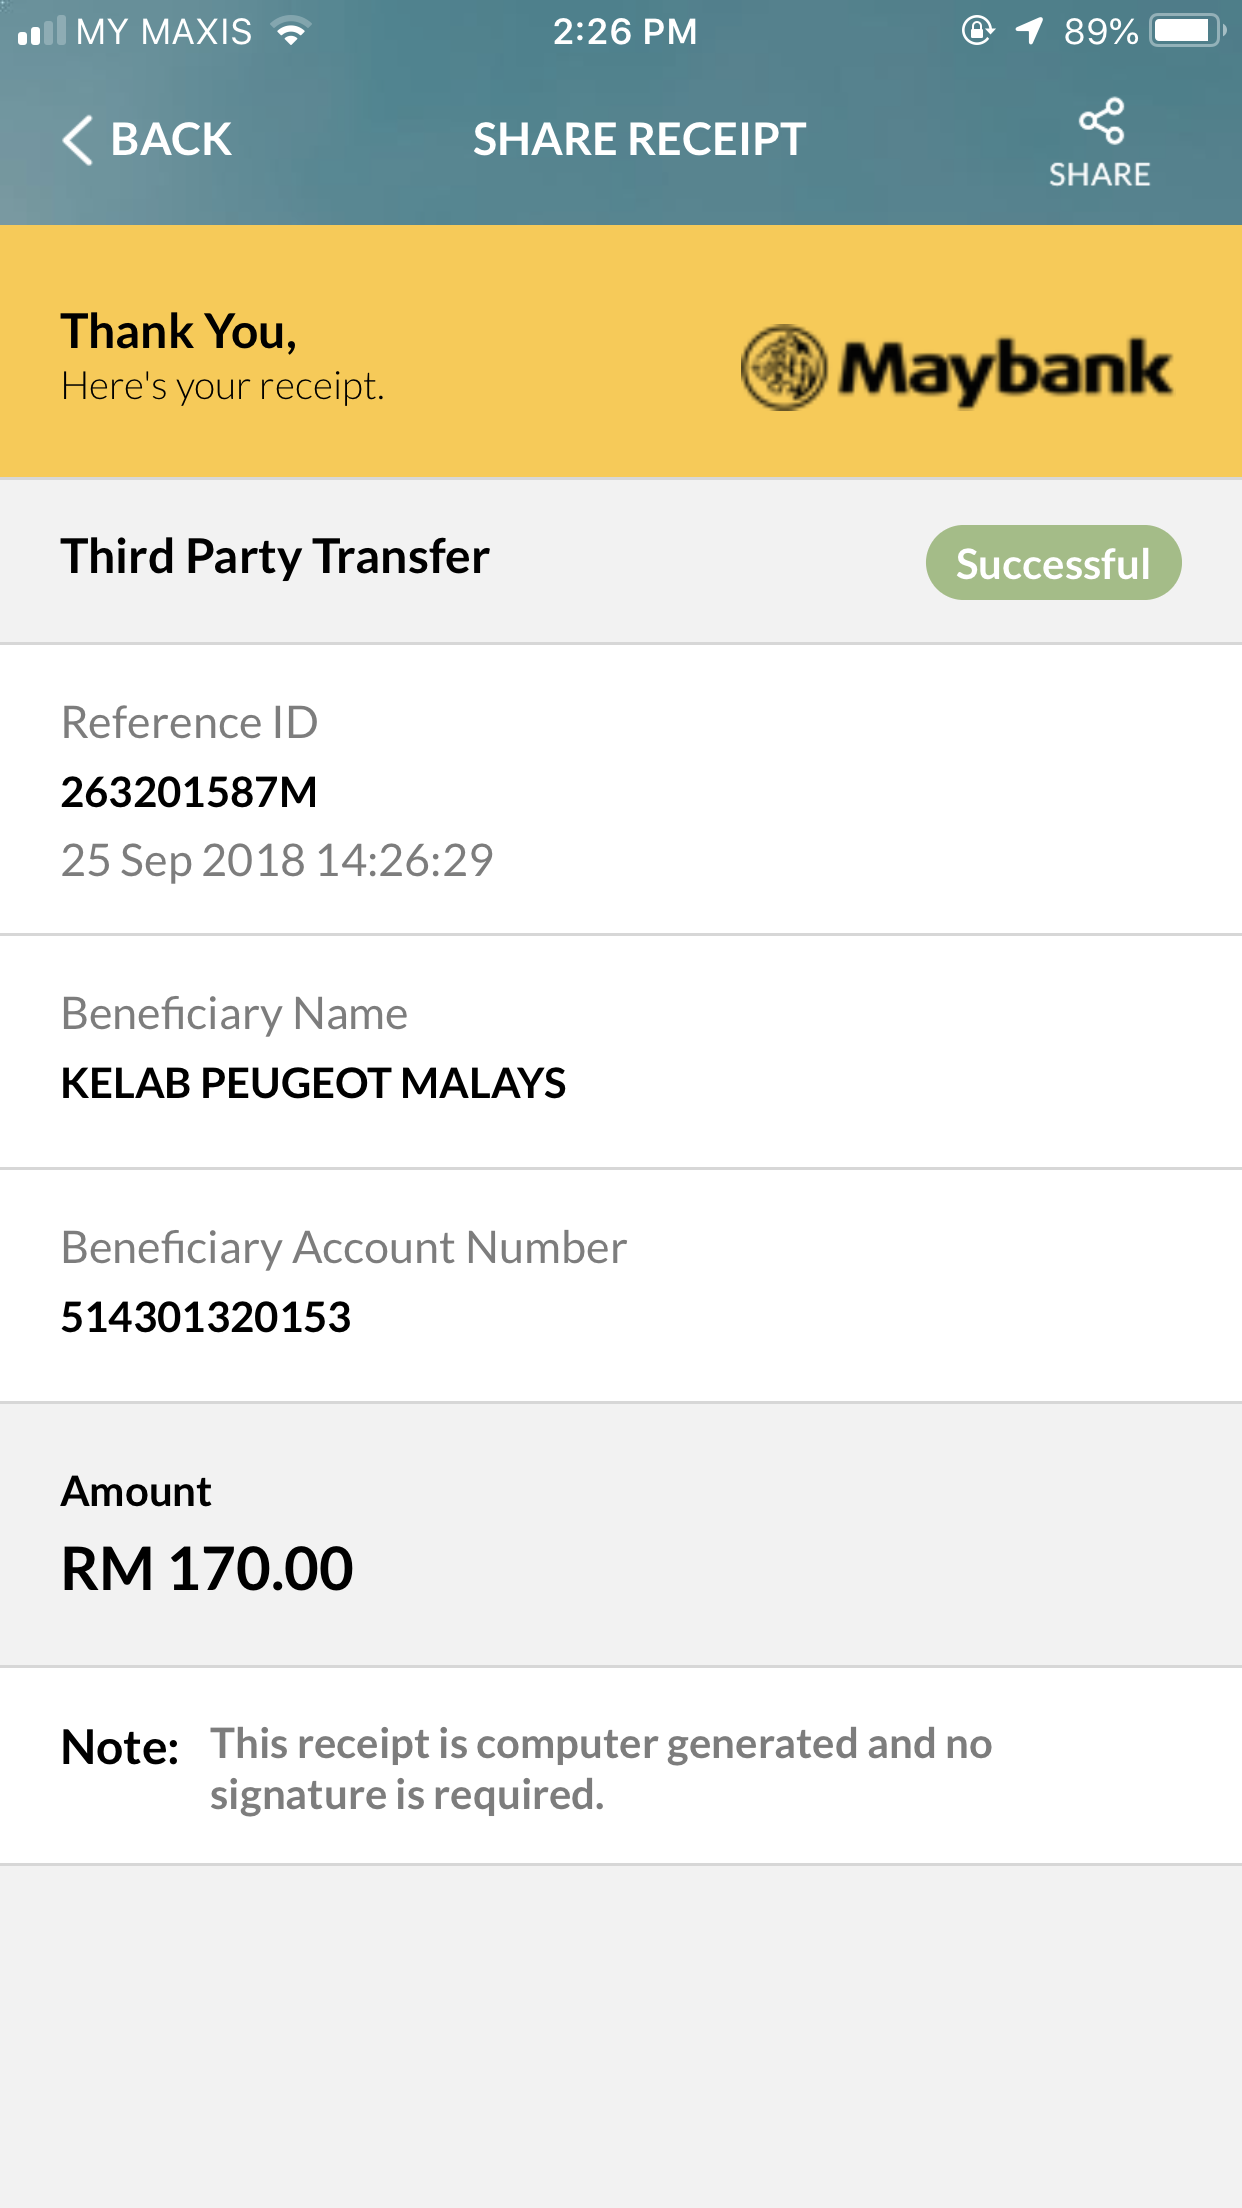 MY MAXIS 2:26 PM 89%
BACK SHARE RECEIPT SHARE
Thank You,
Here's your receipt.
Maybank
Third Party Transfer Successful
Reference ID
263201587M
25 Sep 2018 14:26:29
Beneficiary Name
KELAB PEUGEOT MALAYS
Beneficiary Account Number
514301320153
Amount
RM 170.00
Note: This receipt is computer generated and no
signature is required.